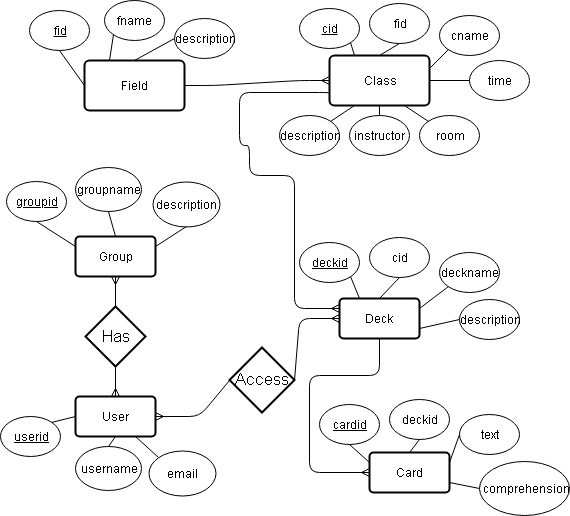 fid
fname
description
Field
cid
fid
cname
time
Class
description
instructor
room
groupid
groupname
description
Group
Has
User
userid
username
email
Access
deckid
cid
deckname
description
Deck
cardid
deckid
text
comprehension
Card